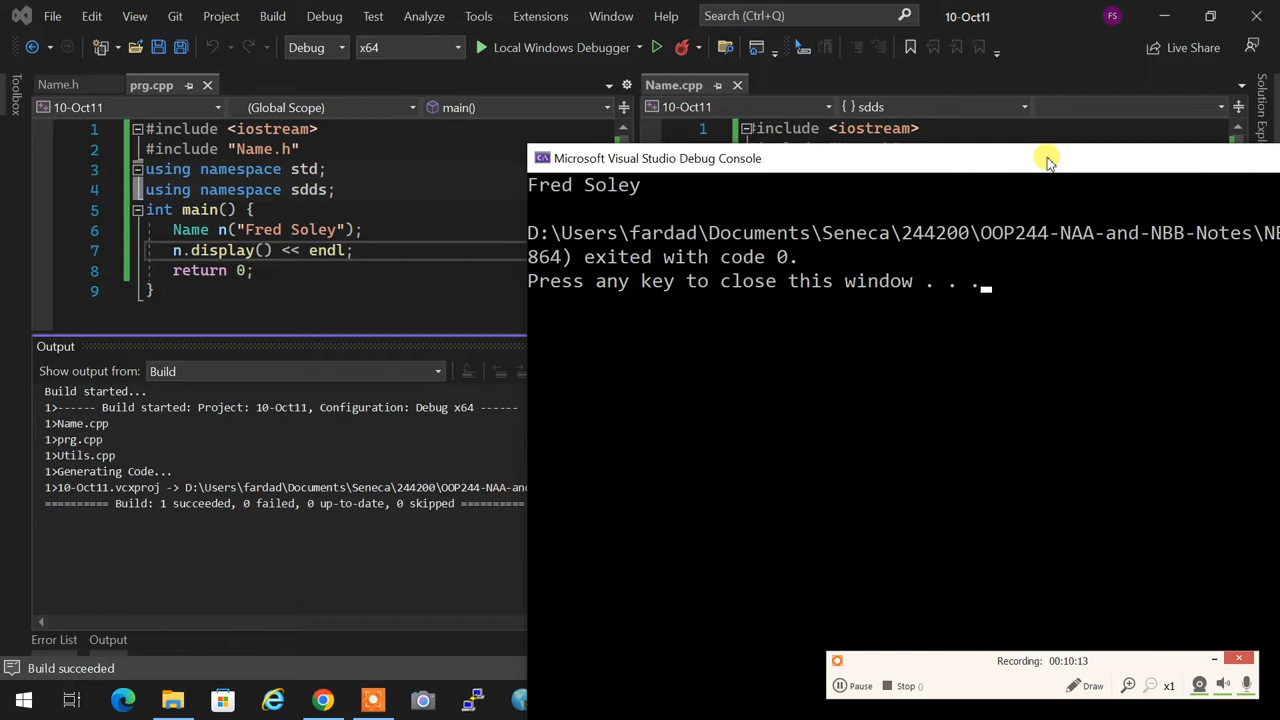 File Edit View Git Project Build Debug Test Analyze Tools Extensions Window Help Search (Ctrl+Q) 10-Oct11 FS
Debug x64 Local Windows Debugger Live Share
Toolbox
Name.h prg.cpp
10-Oct11 (Global Scope) main()
1 #include <iostream>
2 #include "Name.h"
3 using namespace std;
4 using namespace sdds;
5 int main() {
6 Name n("Fred Soley");
7 n.display() << endl;
8 return 0;
9 }
Name.cpp
10-Oct11 { } sdds
1 #include <iostream>
Solution Expl
Microsoft Visual Studio Debug Console
Fred Soley
D:\Users\fardad\Documents\Seneca\244200\OOP244-NAA-and-NBB-Notes\NB
864) exited with code 0.
Press any key to close this window . . .
Output
Show output from: Build
Build started...
1>------ Build started: Project: 10-Oct11, Configuration: Debug x64 ------
1>Name.cpp
1>prg.cpp
1>Utils.cpp
1>Generating Code...
1>10-Oct11.vcxproj -> D:\Users\fardad\Documents\Seneca\244200\OOP244-NAA-an
========== Build: 1 succeeded, 0 failed, 0 up-to-date, 0 skipped ==========
Error List Output
Build succeeded
Recording: 00:10:13
Pause Stop () Draw x1